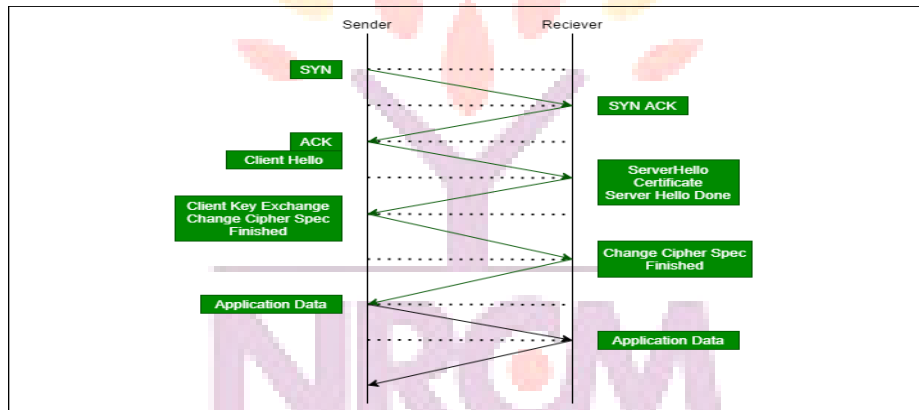 Sender
Reciever
SYN
SYN ACK
ACK
Client Hello
ServerHello
Certificate
Server Hello Done
Client Key Exchange
Change Cipher Spec
Finished
Change Cipher Spec
Finished
Application Data
Application Data
NRCM